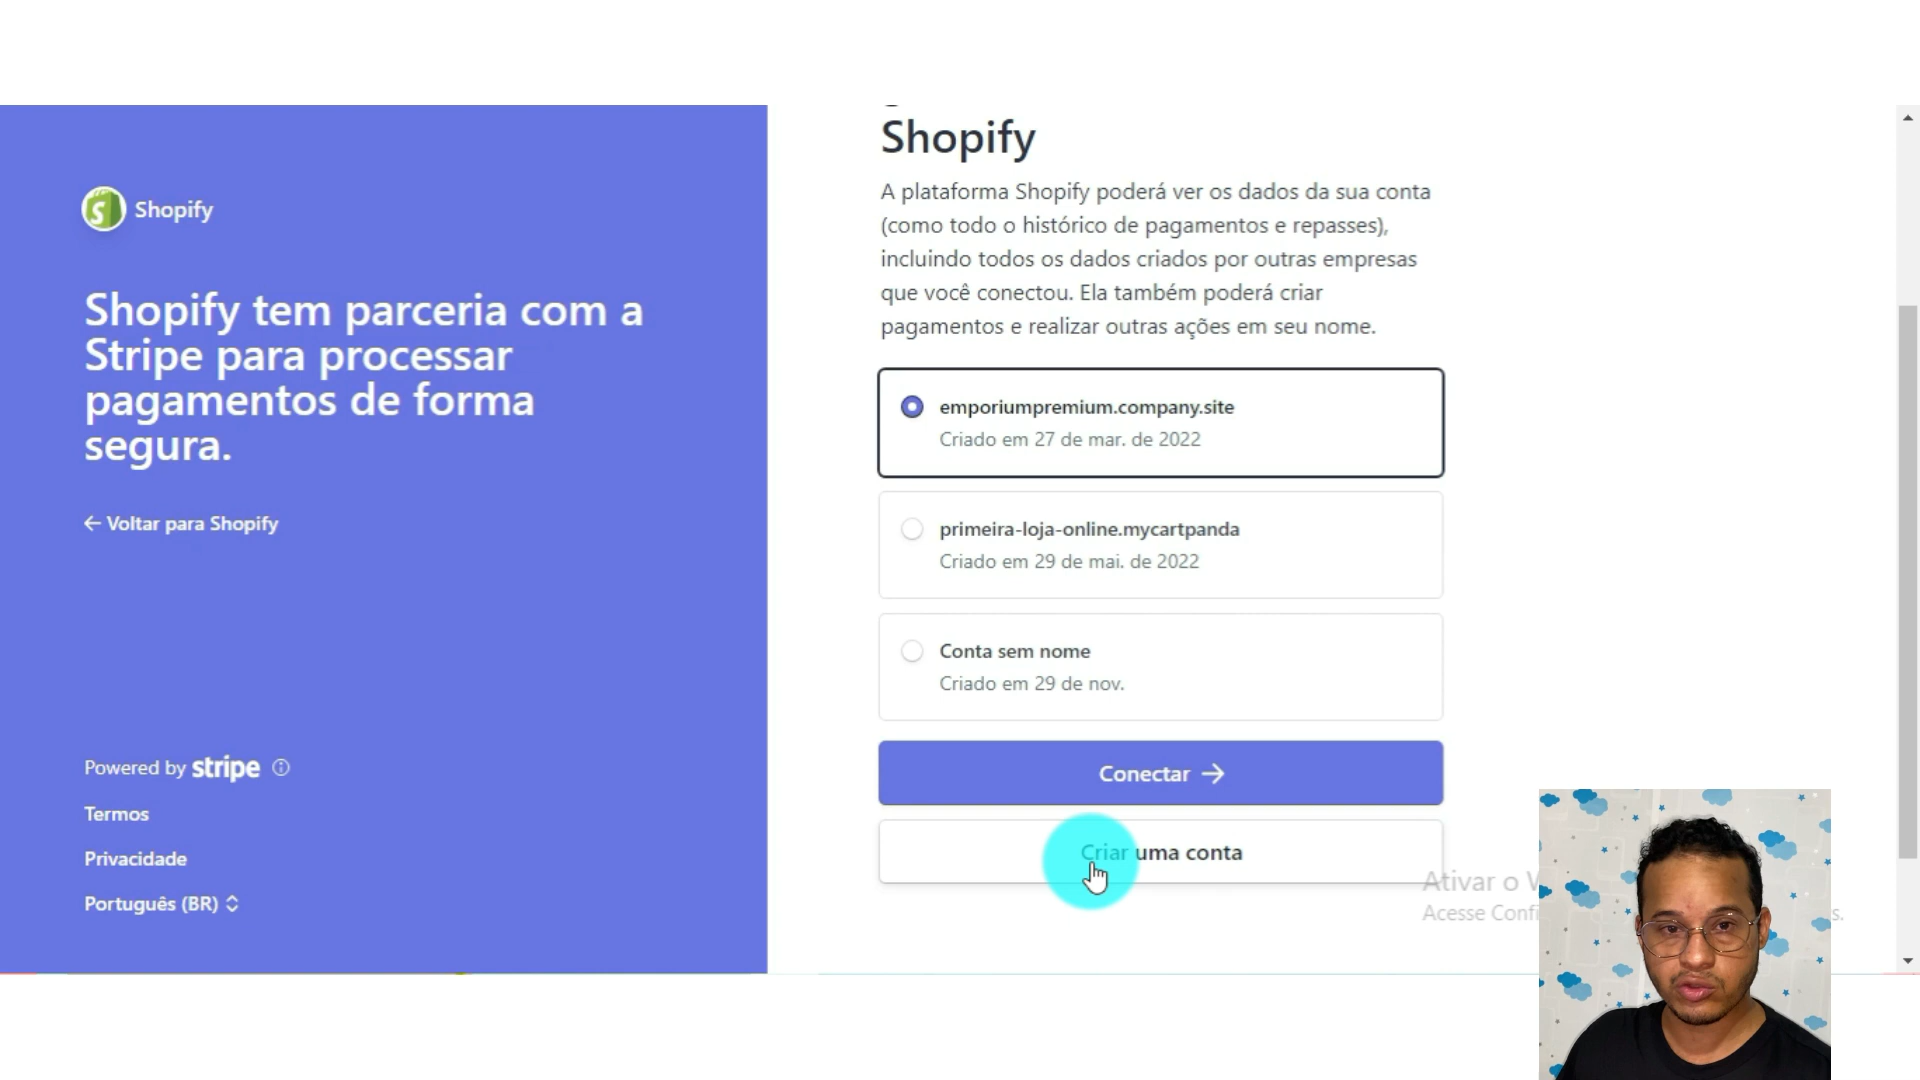 Shopify
Shopify tem parceria com a
Stripe para processar
pagamentos de forma
segura.
← Voltar para Shopify
Powered by stripe
Termos
Privacidade
Português (BR)
Shopify
A plataforma Shopify poderá ver os dados da sua conta
(como todo o histórico de pagamentos e repasses),
incluindo todos os dados criados por outras empresas
que você conectou. Ela também poderá criar
pagamentos e realizar outras ações em seu nome.
emporiumpremium.company.site
Criado em 27 de mar. de 2022
primeira-loja-online.mycartpanda
Criado em 29 de mai. de 2022
Conta sem nome
Criado em 29 de nov.
Conectar →
Criar uma conta
Ativar o
Acesse